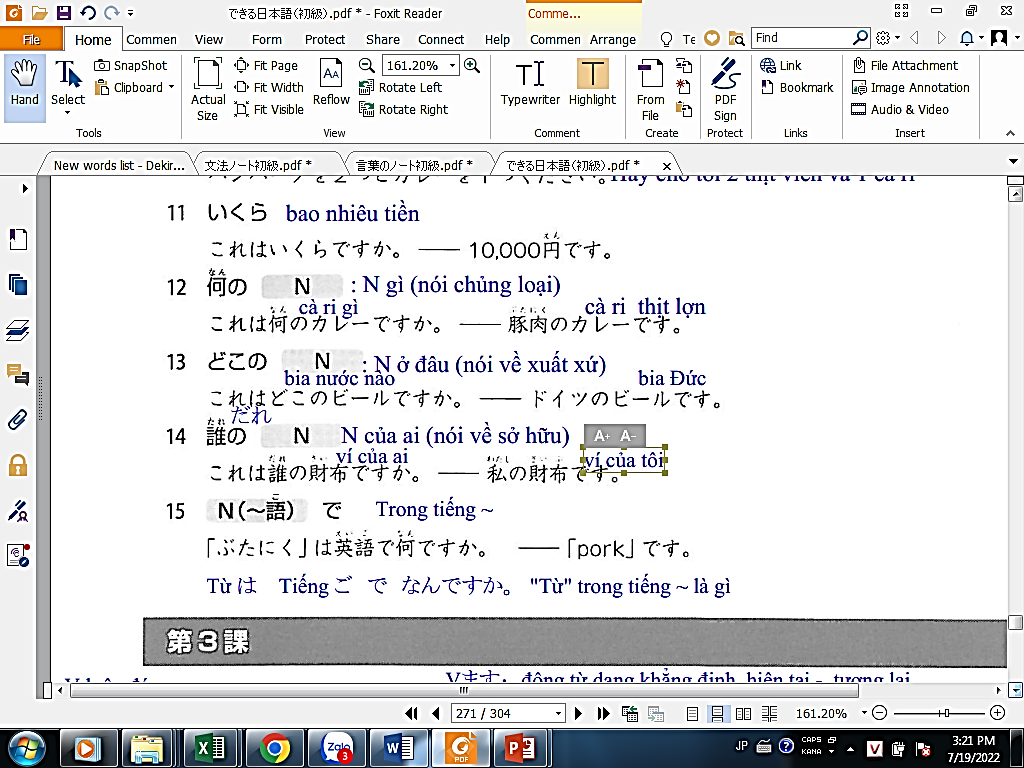 できる日本語(初級).pdf * - Foxit Reader
Comme...
File Home Commen View Form Protect Share Connect Help Commen Arrange Te Find
Hand
Select
SnapShot
Clipboard
Actual Size
Fit Page
Fit Width
Fit Visible
Reflow
161.20%
Rotate Left
Rotate Right
Typewriter
Highlight
From File
PDF Sign
Link
Bookmark
File Attachment
Image Annotation
Audio & Video
Tools View Comment Create Protect Links Insert
New words list - Dekir... 文法ノート初級.pdf * 言葉のノート初級.pdf * できる日本語(初級).pdf *
11 いくら bao nhiêu tiền
これはいくらですか。 —— 10,000円です。
えん
12 何の N : N gì (nói chủng loại)
なん
cà ri gì cà ri thịt lợn
これは何のカレーですか。 —— 豚肉のカレーです。
13 どこの N : N ở đâu (nói về xuất xứ)
bia nước nào bia Đức
これはどこのビールですか。 —— ドイツのビールです。
だれ
14 誰の N N của ai (nói về sở hữu) A+ A-
ví của ai ví của tôi
これは誰の財布ですか。 —— 私の財布です。
15 N(～語) で Trong tiếng ~
「ぶたにく」は英語で何ですか。 —— 「pork」です。
Từ は Tiếng ご で なんですか。 "Từ" trong tiếng ~ là gì
第3課
271 / 304 161.20%
Zalo 3
PDF
JP CAPS KANA
3:21 PM
7/19/2022